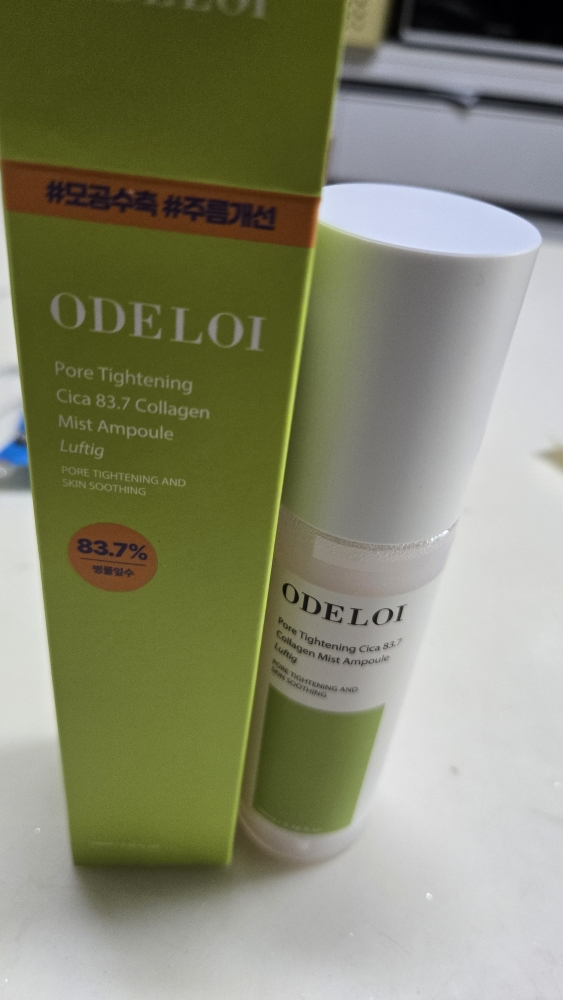 ODELOI
#모공수축 #주름개선
ODELOI
Pore Tightening
Cica 83.7 Collagen
Mist Ampoule
Luftig
PORE TIGHTENING AND
SKIN SOOTHING
83.7%
병풀잎수
ODELOI
Pore Tightening Cica 83.7
Collagen Mist Ampoule
Luftig
PORE TIGHTENING AND
SKIN SOOTHING